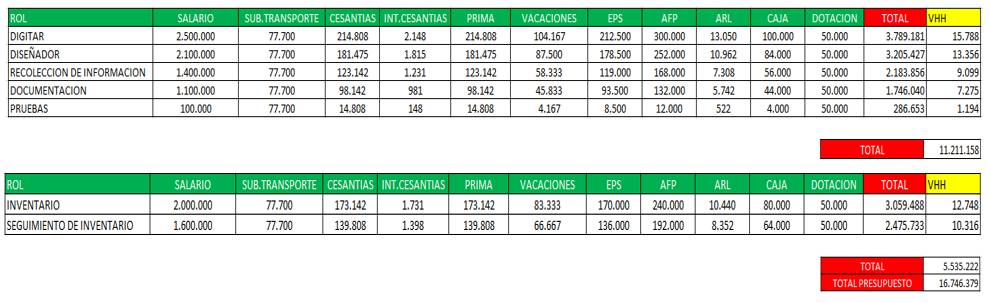 ROL SALARIO SUB.TRANSPORTE CESANTIAS INT.CESANTIAS PRIMA VACACIONES EPS AFP ARL CAJA DOTACION TOTAL VHH
DIGITAR 2.500.000 77.700 214.808 2.148 214.808 104.167 212.500 300.000 13.050 100.000 50.000 3.789.181 15.788
DISEÑADOR 2.100.000 77.700 181.475 1.815 181.475 87.500 178.500 252.000 10.962 84.000 50.000 3.205.427 13.356
RECOLECCION DE INFORMACION 1.400.000 77.700 123.142 1.231 123.142 58.333 119.000 168.000 7.308 56.000 50.000 2.183.856 9.099
DOCUMENTACION 1.100.000 77.700 98.142 981 98.142 45.833 93.500 132.000 5.742 44.000 50.000 1.746.040 7.275
PRUEBAS 100.000 77.700 14.808 148 14.808 4.167 8.500 12.000 522 4.000 50.000 286.653 1.194
TOTAL 11.211.158
ROL SALARIO SUB.TRANSPORTE CESANTIAS INT.CESANTIAS PRIMA VACACIONES EPS AFP ARL CAJA DOTACION TOTAL VHH
INVENTARIO 2.000.000 77.700 173.142 1.731 173.142 83.333 170.000 240.000 10.440 80.000 50.000 3.059.488 12.748
SEGUIMIENTO DE INVENTARIO 1.600.000 77.700 139.808 1.398 139.808 66.667 136.000 192.000 8.352 64.000 50.000 2.475.733 10.316
TOTAL 5.535.222
TOTAL PRESUPUESTO 16.746.379